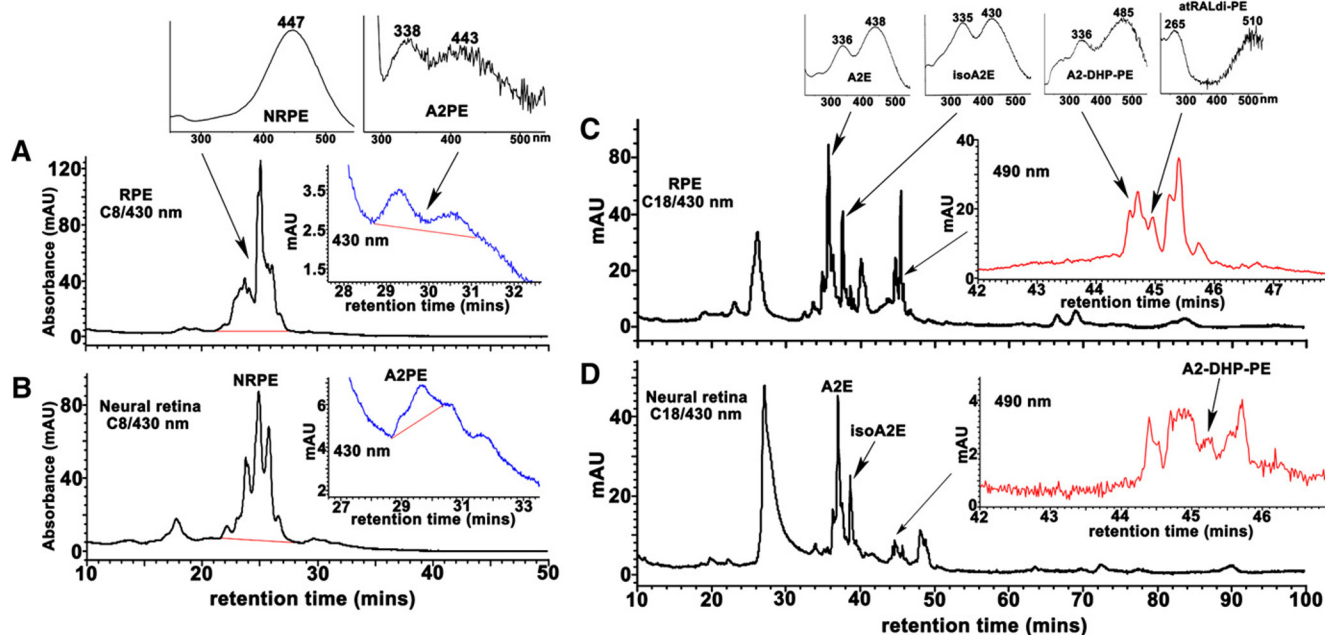 447
338
443
NRPE
A2PE
300 400 500
300 400 500 nm
A
RPE
C8/430 nm
Absorbance (mAU)
120
80
40
0
mAU
3.5
2.5
1.5
430 nm
28 29 30 31 32
retention time (mins)
10 20 30 40 50
B
Neural retina
C8/430 nm
Absorbance (mAU)
80
40
0
NRPE
A2PE
mAU
6
4
2
430 nm
27 29 31 33
retention time (mins)
10 20 30 40 50
retention time (mins)
336
438
A2E
300 400 500
335
430
isoA2E
300 400 500
336
485
A2-DHP-PE
300 400 500
atRALdi-PE
265
510
300 500 nm
C
RPE
C18/430 nm
mAU
80
40
20
0
490 nm
mAU
40
20
0
42 43 44 45 46 47
retention time (mins)
D
Neural retina
C18/430 nm
mAU
40
20
0
A2E
isoA2E
490 nm
A2-DHP-PE
mAU
4
2
0
42 43 44 45 46
retention time (mins)
10 20 30 40 50 60 70 80 90 100
retention time (mins)